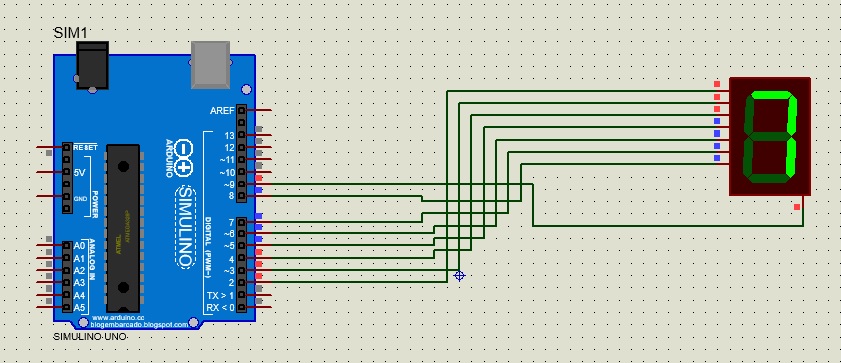 SIM1
AREF
13
12
~11
~10
~9
8
7
~6
~5
4
~3
2
TX > 1
RX < 0
RESET
5V
GND
POWER
A0
A1
A2
A3
A4
A5
ANALOG IN
ARDUINO
SIMULINO
DIGITAL (PWM~)
www.arduino.cc
blogembarcado.blogspot.com
SIMULINO UNO